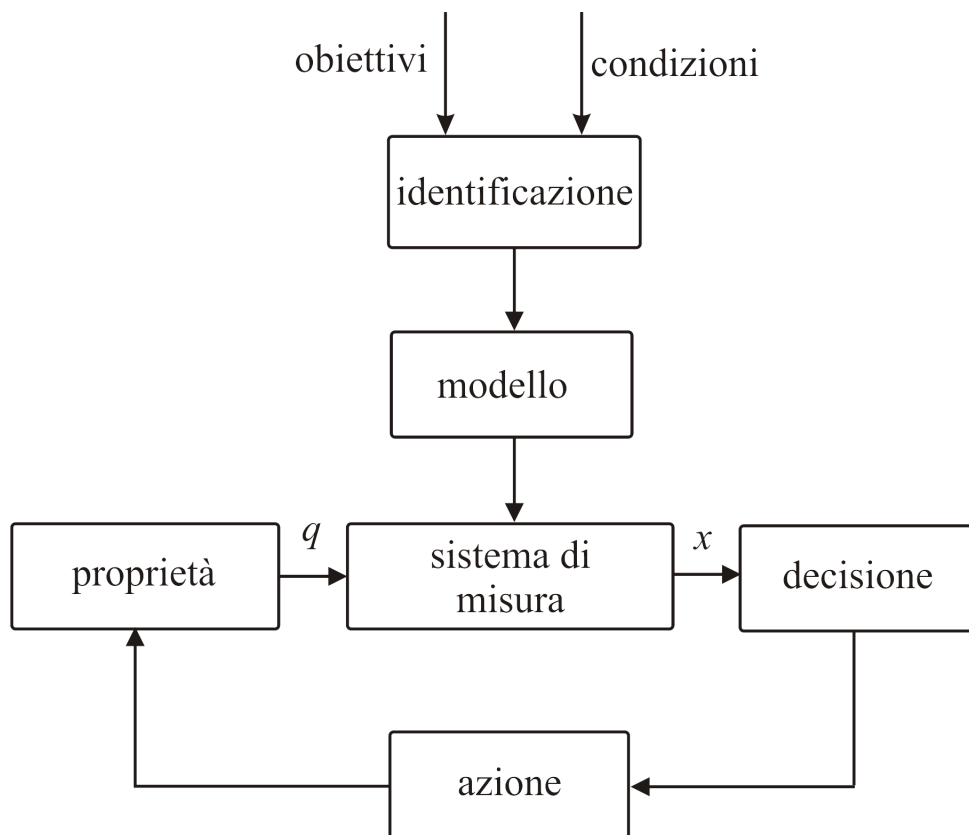 obiettivi
condizioni
identificazione
modello
proprietà
q
sistema di
misura
x
decisione
azione